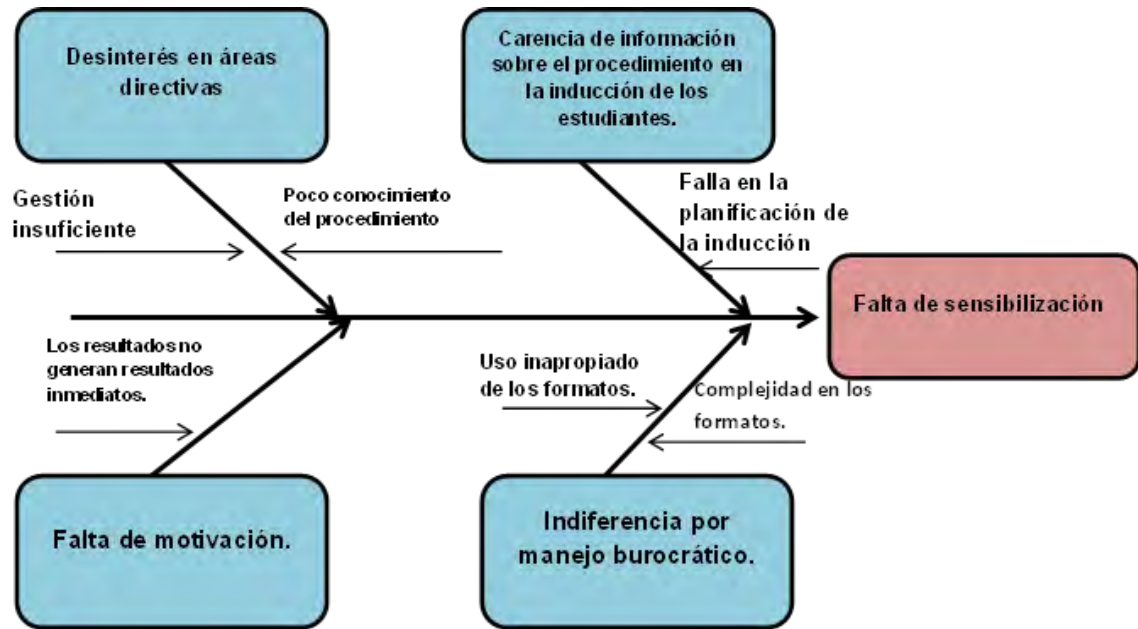 Desinterés en áreas
directivas
Carencia de información
sobre el procedimiento en
la inducción de los
estudiantes.
Gestión
insuficiente
Poco conocimiento
del procedimiento
Falla en la
planificación de
la inducción
Falta de sensibilización
Los resultados no
generan resultados
inmediatos.
Uso inapropiado
de los formatos.
Complejidad en los
formatos.
Falta de motivación.
Indiferencia por
manejo burocrático.